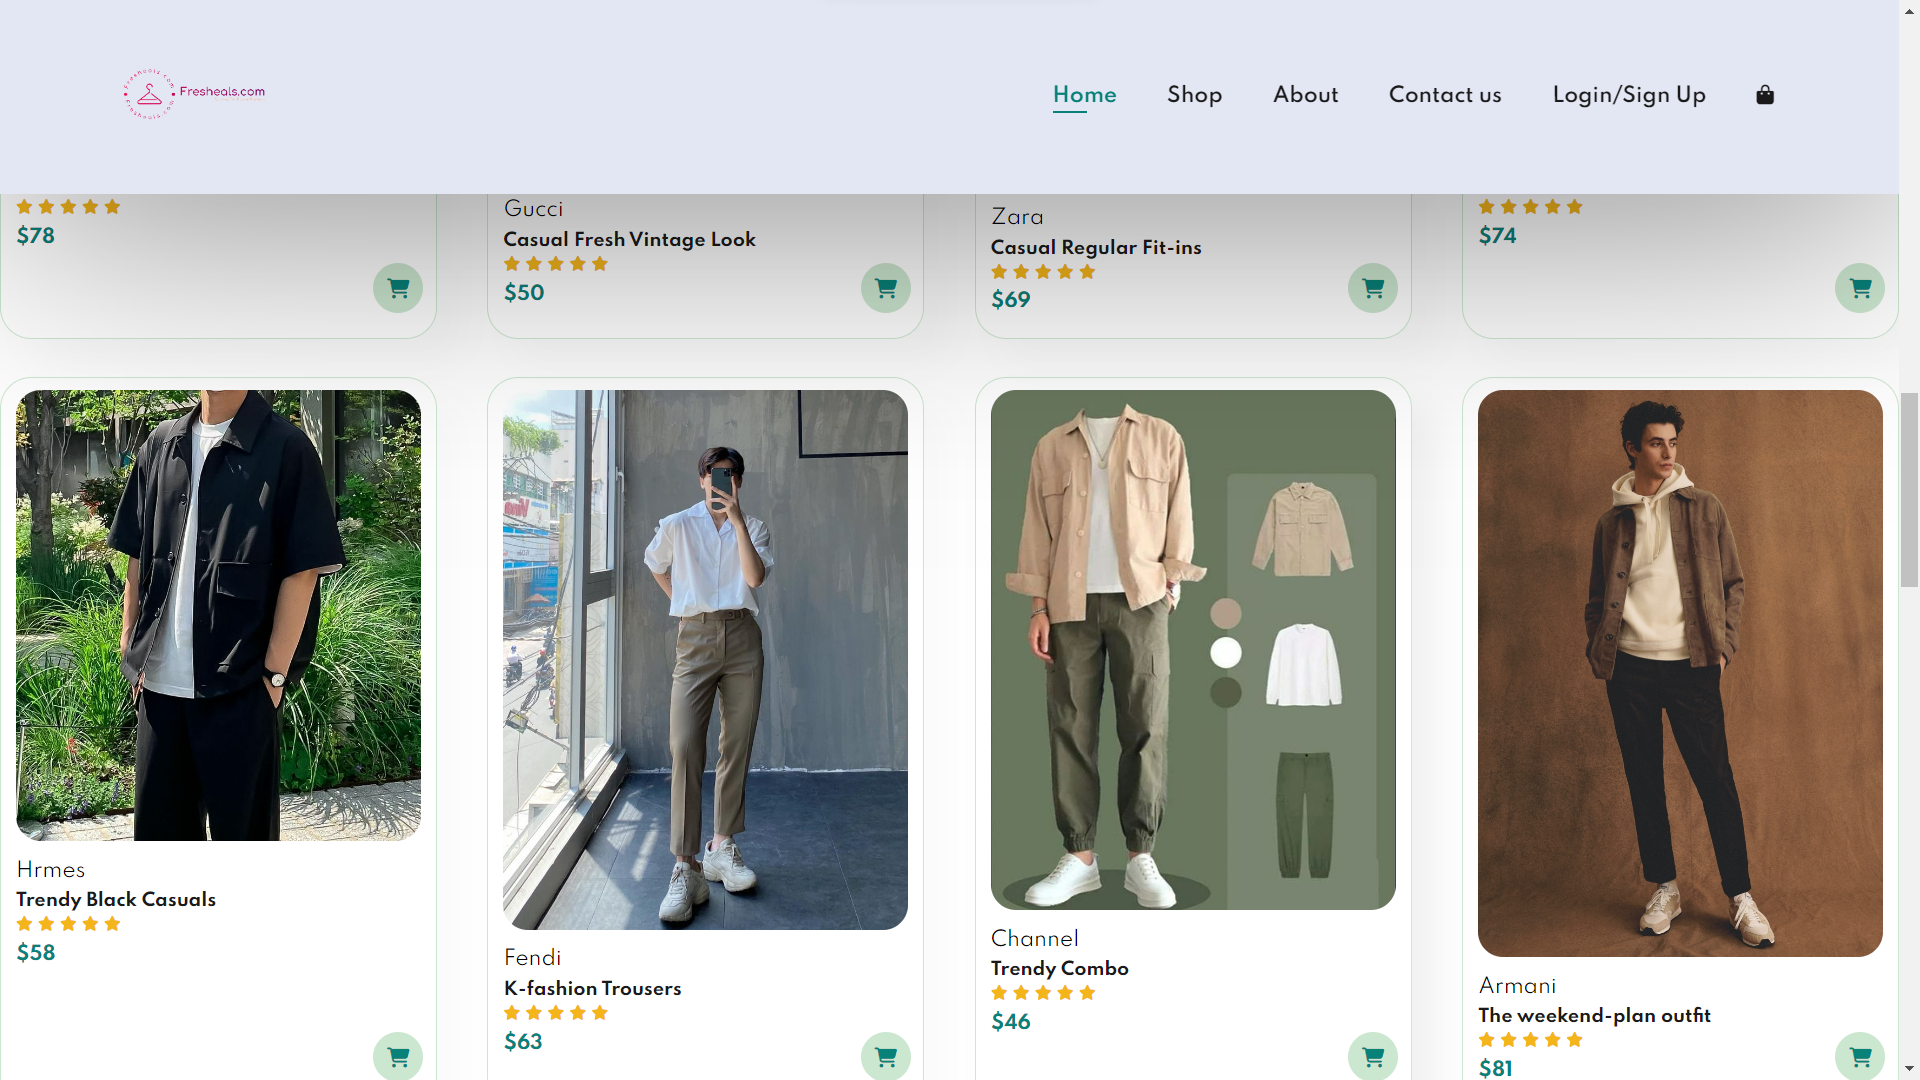 Fresheals.com
Home
Shop
About
Contact us
Login/Sign Up
$78
Gucci
Casual Fresh Vintage Look
$50
Zara
Casual Regular Fit-ins
$69
$74
Hrmes
Trendy Black Casuals
$58
Fendi
K-fashion Trousers
$63
Channel
Trendy Combo
$46
Armani
The weekend-plan outfit
$81